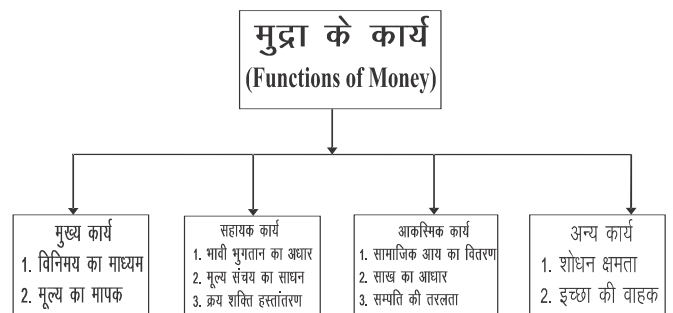 मुद्रा के कार्य
(Functions of Money)
मुख्य कार्य
1. विनिमय का माध्यम
2. मूल्य का मापक
सहायक कार्य
1. भावी भुगतान का अधार
2. मूल्य संचय का साधन
3. क्रय शक्ति हस्तांतरण
आकस्मिक कार्य
1. सामाजिक आय का वितरण
2. साख का आधार
3. सम्पति की तरलता
अन्य कार्य
1. शोधन क्षमता
2. इच्छा की वाहक